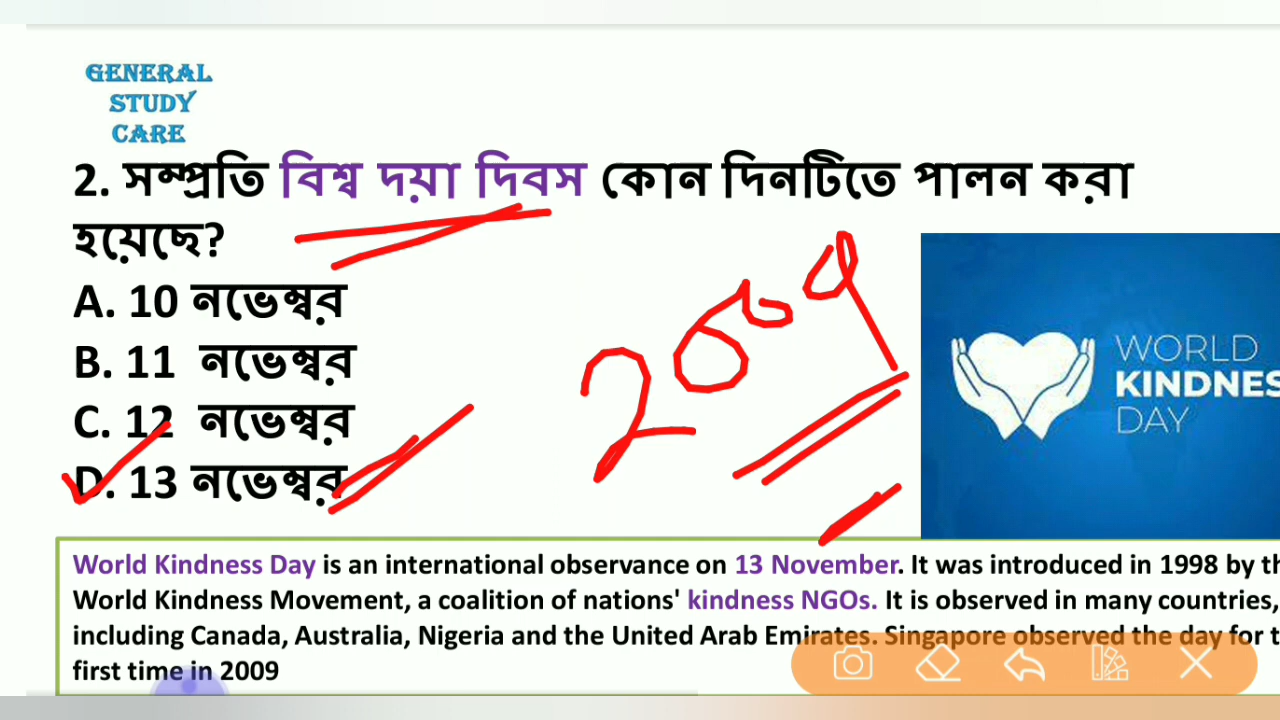 GENERAL
STUDY
CARE
2. সম্প্রতি বিশ্ব দয়া দিবস কোন দিনটিতে পালন করা
হয়েছে?
A. 10 নভেম্বর
B. 11 নভেম্বর
C. 12 নভেম্বর
D. 13 নভেম্বর
2009
WORLD
KINDNES
DAY
World Kindness Day is an international observance on 13 November. It was introduced in 1998 by th
World Kindness Movement, a coalition of nations' kindness NGOs. It is observed in many countries,
including Canada, Australia, Nigeria and the United Arab Emirates. Singapore observed the day for t
first time in 2009